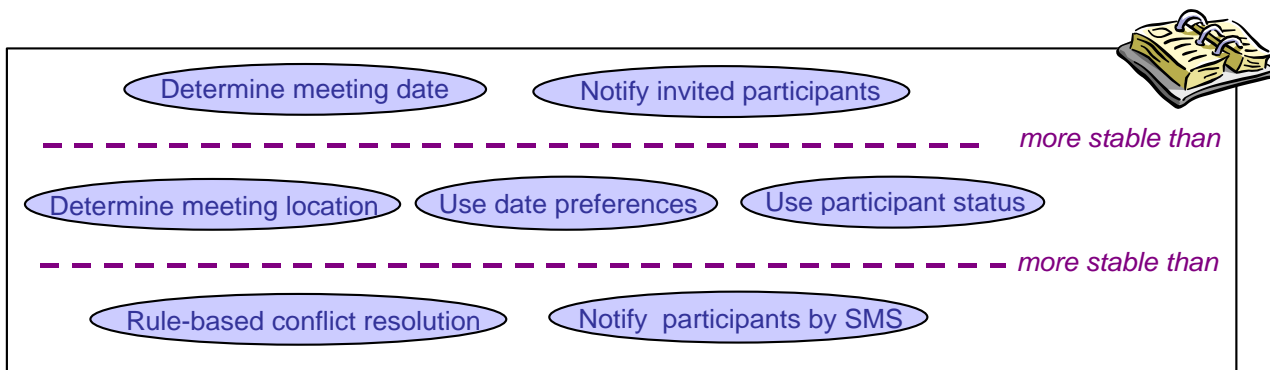 Determine meeting date
Notify invited participants
more stable than
Determine meeting location
Use date preferences
Use participant status
more stable than
Rule-based conflict resolution
Notify participants by SMS